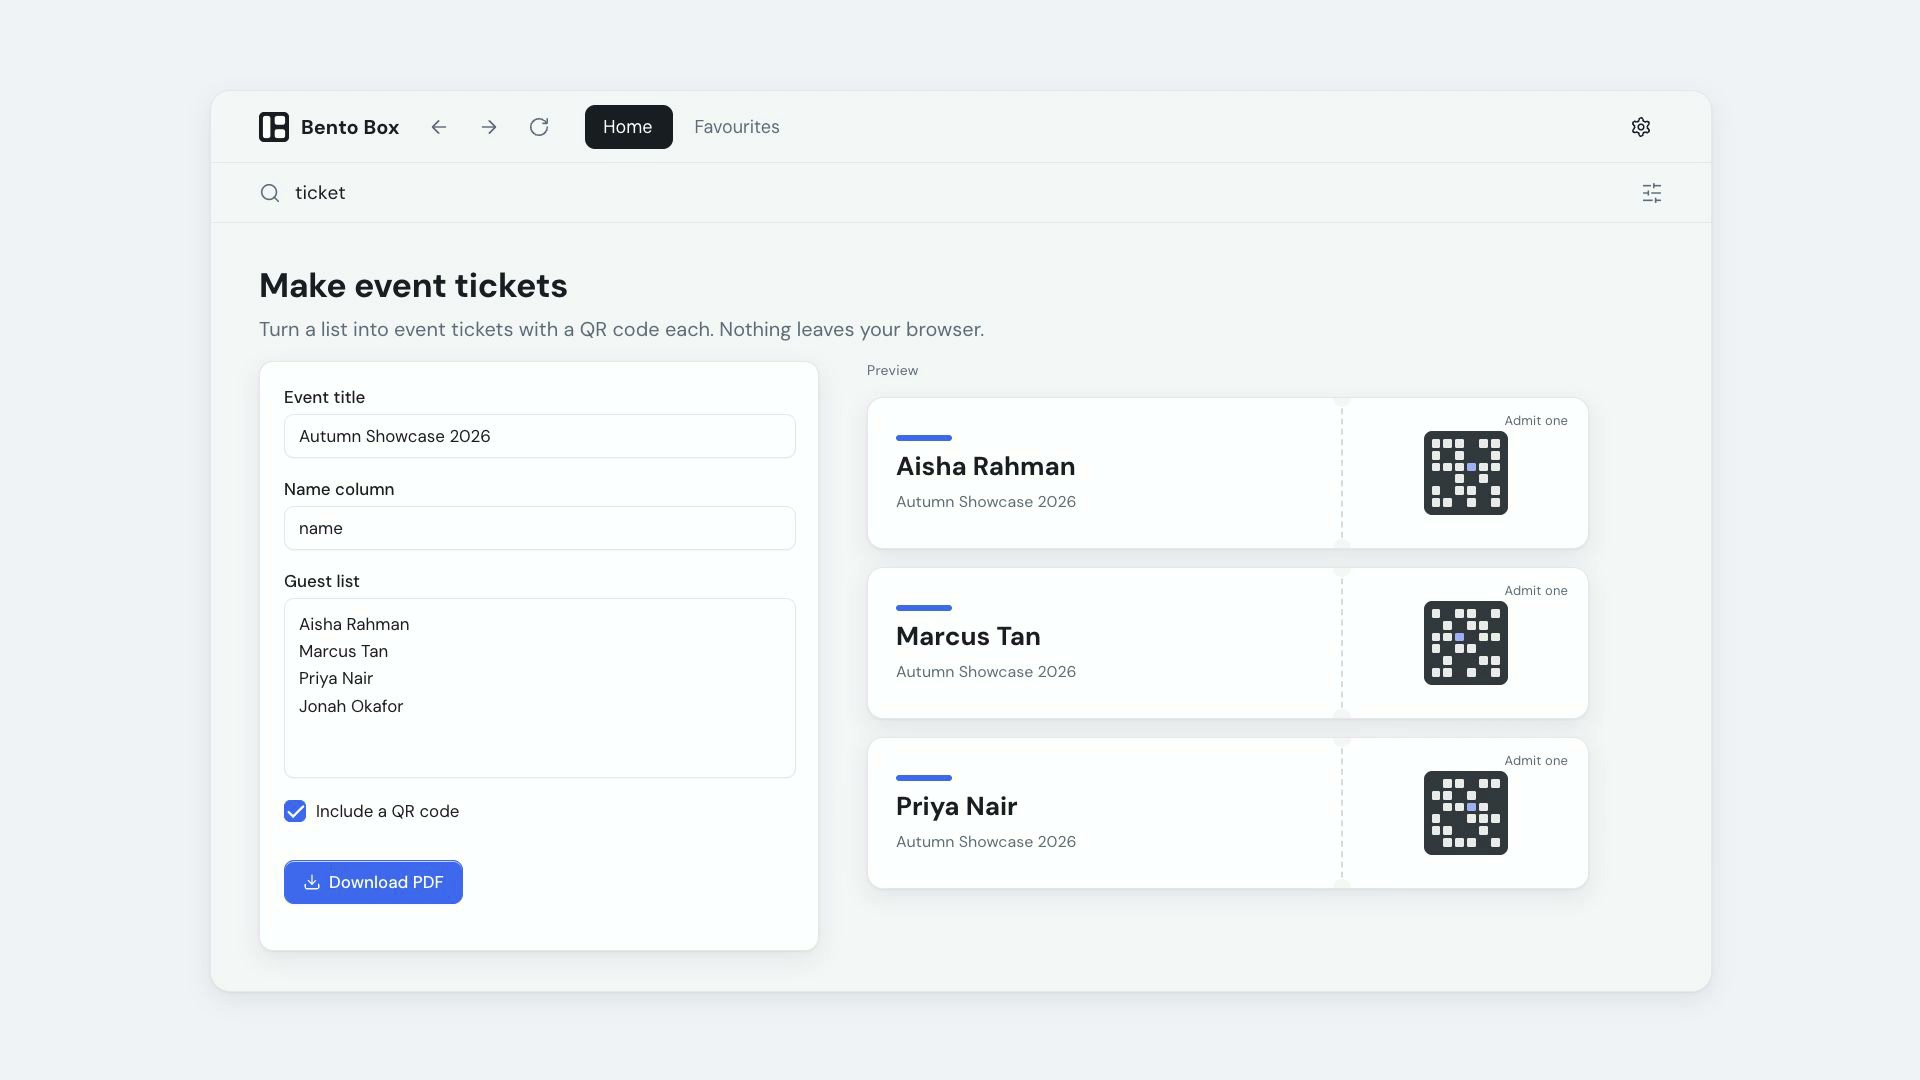 Bento Box
Home
Favourites
ticket
Make event tickets
Turn a list into event tickets with a QR code each. Nothing leaves your browser.
Event title
Autumn Showcase 2026
Name column
name
Guest list
Aisha Rahman
Marcus Tan
Priya Nair
Jonah Okafor
Include a QR code
Download PDF
Preview
Admit one
Aisha Rahman
Autumn Showcase 2026
Admit one
Marcus Tan
Autumn Showcase 2026
Admit one
Priya Nair
Autumn Showcase 2026